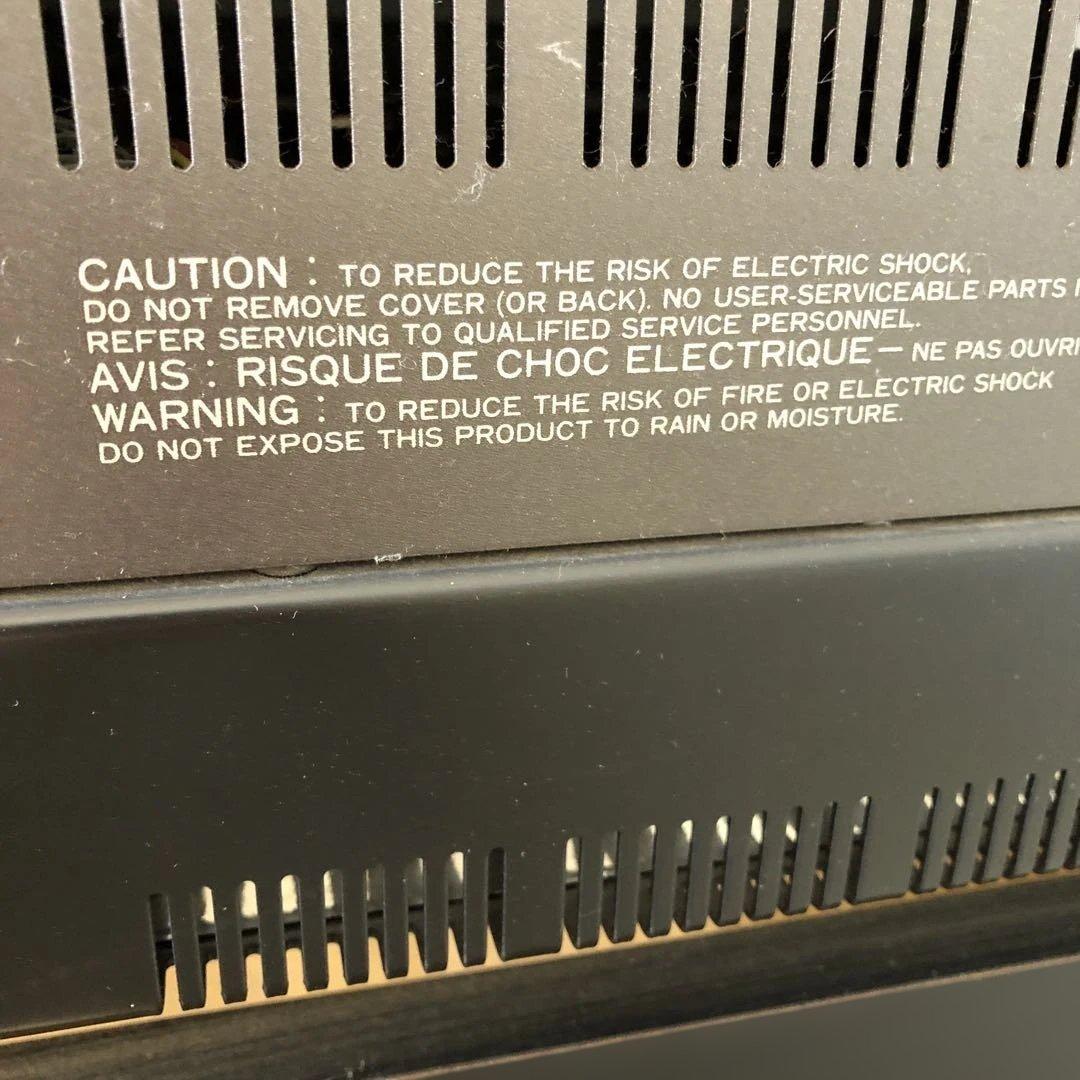 CAUTION : TO REDUCE THE RISK OF ELECTRIC SHOCK,
DO NOT REMOVE COVER (OR BACK). NO USER-SERVICEABLE PARTS
REFER SERVICING TO QUALIFIED SERVICE PERSONNEL.
AVIS : RISQUE DE CHOC ELECTRIQUE— NE PAS OUVRI
WARNING : TO REDUCE THE RISK OF FIRE OR ELECTRIC SHOCK
DO NOT EXPOSE THIS PRODUCT TO RAIN OR MOISTURE.